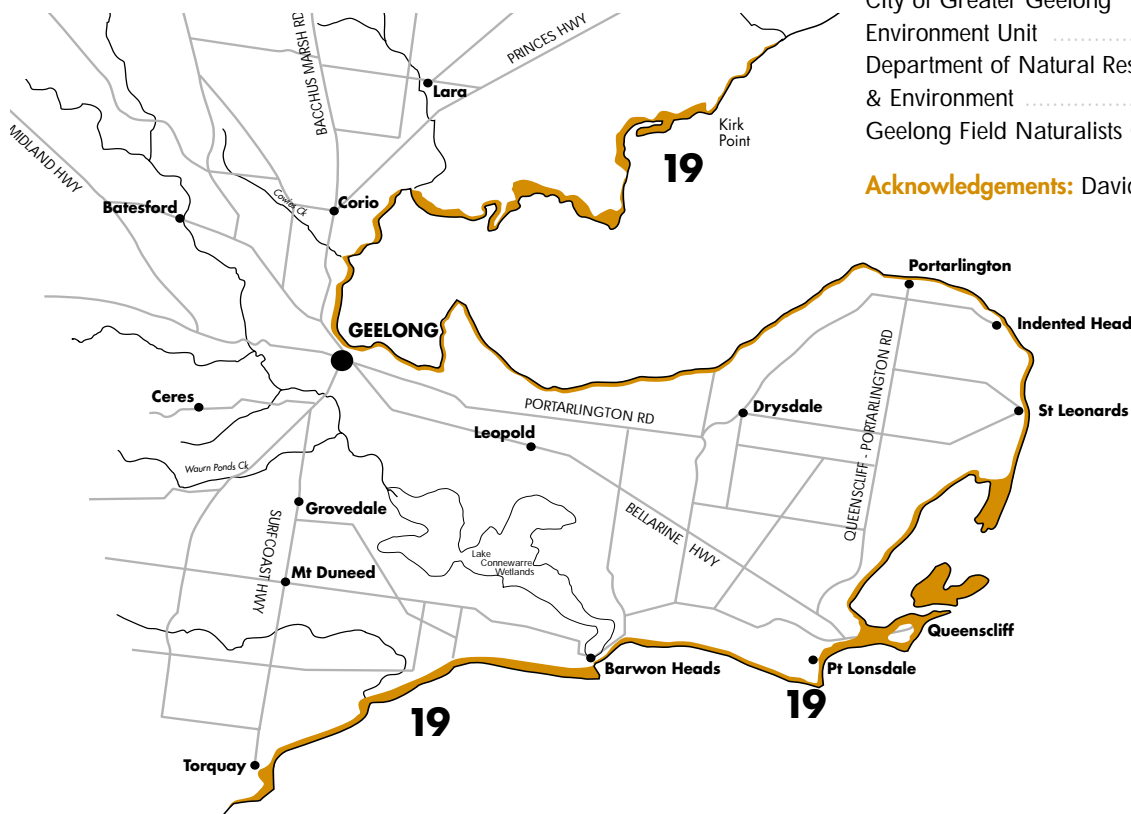 City of Greater Geelong
Environment Unit
Department of Natural Res
& Environment
Geelong Field Naturalists
Acknowledgements: David
PRINCES HWY
BACCHUS MARSH RD
Lara
MIDLAND HWY
Kirk
Point
19
Batesford
Cowies Ck
Corio
Portarlington
Indented Head
GEELONG
QUEENSCLIFF - PORTARLINGTON RD
Ceres
PORTARLINGTON RD
Drysdale
St Leonards
Leopold
Waurn Ponds Ck
Grovedale
BELLARINE HWY
SURFCOAST HWY
Lake
Connewarre
Wetlands
Mt Duneed
Queenscliff
Barwon Heads
Pt Lonsdale
19
19
Torquay